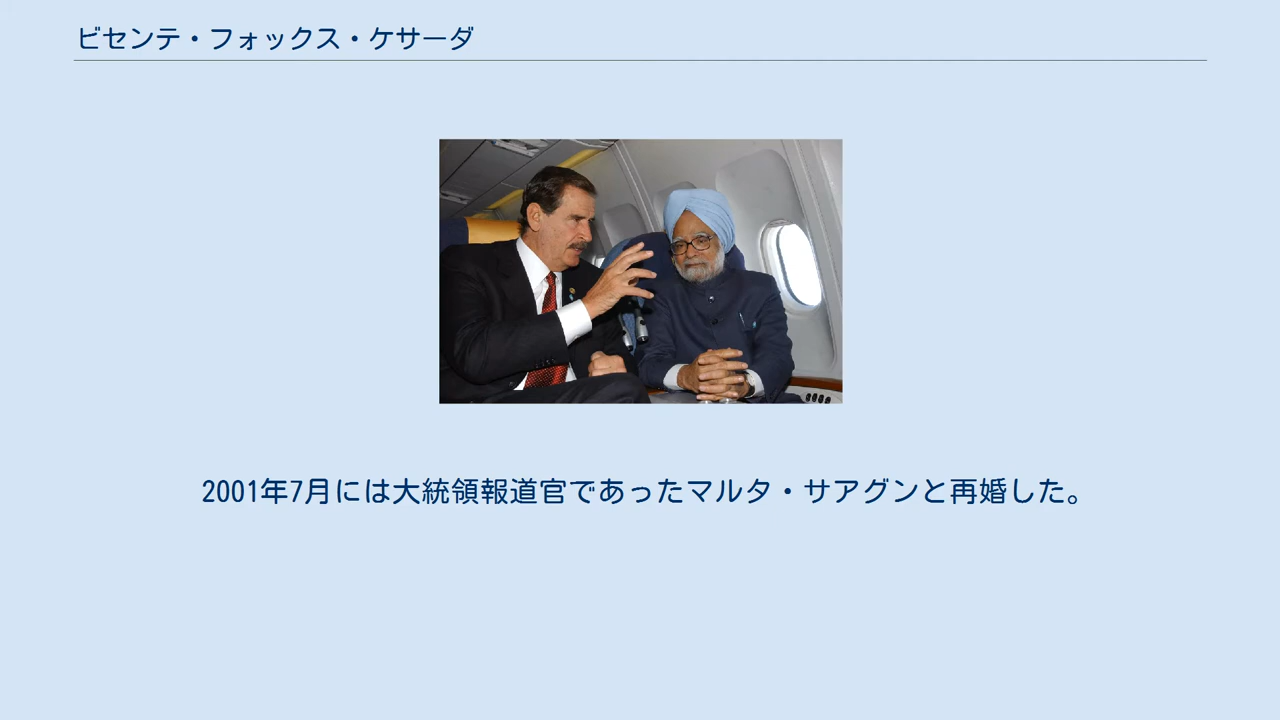 ビセンテ・フォックス・ケサーダ
2001年7月には大統領報道官であったマルタ・サアグンと再婚した。